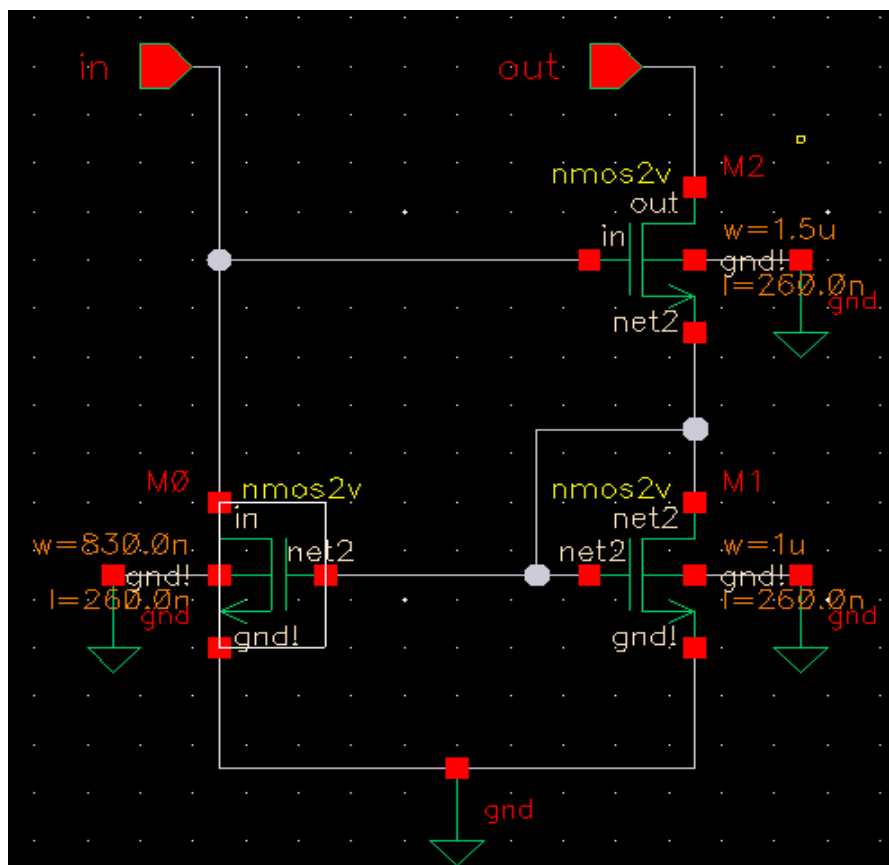 in
out
M2
nmos2v
out
in
w=1.5u
gnd!
l=260.0n
gnd
net2
M0
nmos2v
nmos2v
M1
in
net2
w=830.0n
net2
net2
w=1u
gnd!
gnd!
l=260.0n
l=260.0n
gnd
gnd!
gnd!
gnd
gnd